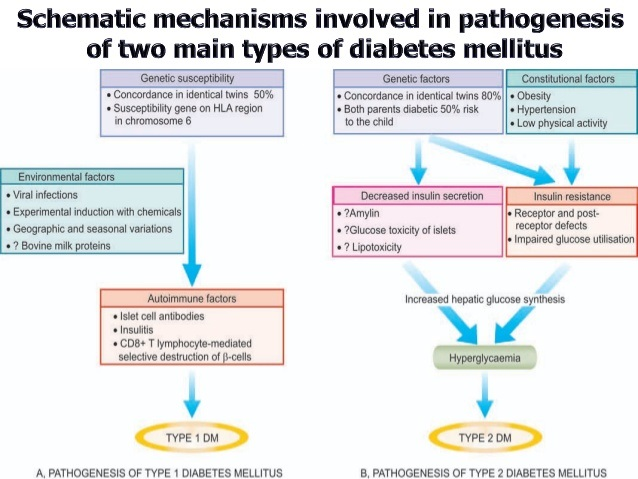 Schematic mechanisms involved in pathogenesis
of two main types of diabetes mellitus
Genetic susceptibility
• Concordance in identical twins 50%
• Susceptibility gene on HLA region
in chromosome 6
Environmental factors
• Viral infections
• Experimental induction with chemicals
• Geographic and seasonal variations
• ? Bovine milk proteins
Autoimmune factors
• Islet cell antibodies
• Insulitis
• CD8+ T lymphocyte-mediated
selective destruction of β-cells
TYPE 1 DM
A, PATHOGENESIS OF TYPE 1 DIABETES MELLITUS
Genetic factors
• Concordance in identical twins 80%
• Both parents diabetic 50% risk
to the child
Constitutional factors
• Obesity
• Hypertension
• Low physical activity
Decreased insulin secretion
• ?Amylin
• ?Glucose toxicity of islets
• ? Lipotoxicity
Insulin resistance
• Receptor and post-
receptor defects
• Impaired glucose utilisation
Increased hepatic glucose synthesis
Hyperglycaemia
TYPE 2 DM
B, PATHOGENESIS OF TYPE 2 DIABETES MELLITUS